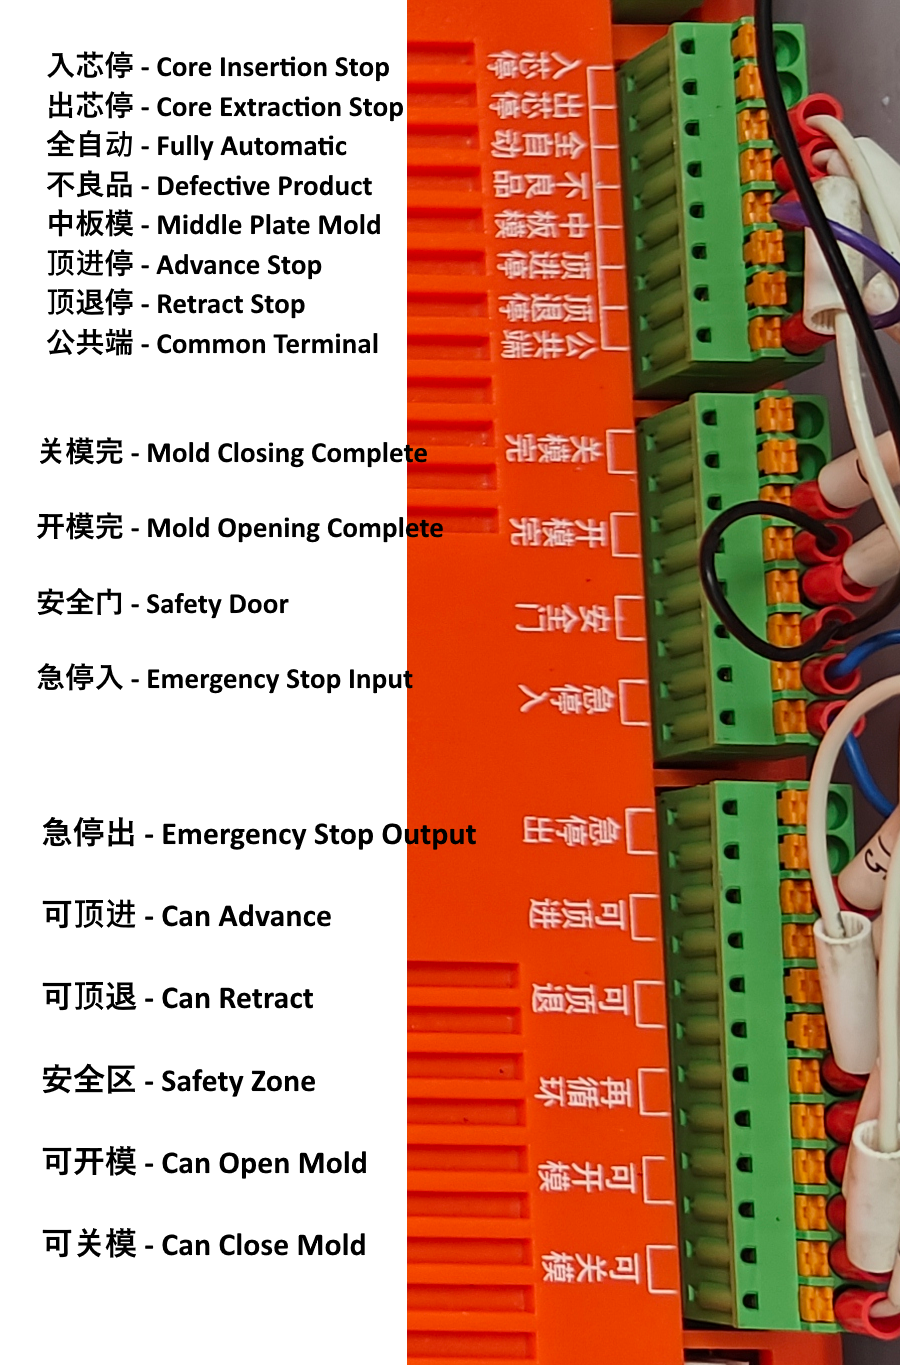 入芯停 - Core Insertion Stop
出芯停 - Core Extraction Stop
全自动 - Fully Automatic
不良品 - Defective Product
中板模 - Middle Plate Mold
顶进停 - Advance Stop
顶退停 - Retract Stop
公共端 - Common Terminal
关模完 - Mold Closing Complete
开模完 - Mold Opening Complete
安全门 - Safety Door
急停入 - Emergency Stop Input
急停出 - Emergency Stop Output
可顶进 - Can Advance
可顶退 - Can Retract
安全区 - Safety Zone
可开模 - Can Open Mold
可关模 - Can Close Mold
入芯停
出芯停
全自动
不良品
中板模
顶进停
顶退停
公共端
关模完
开模完
安全门
急停入
急停出
可顶进
可顶退
再循环
可开模
可关模